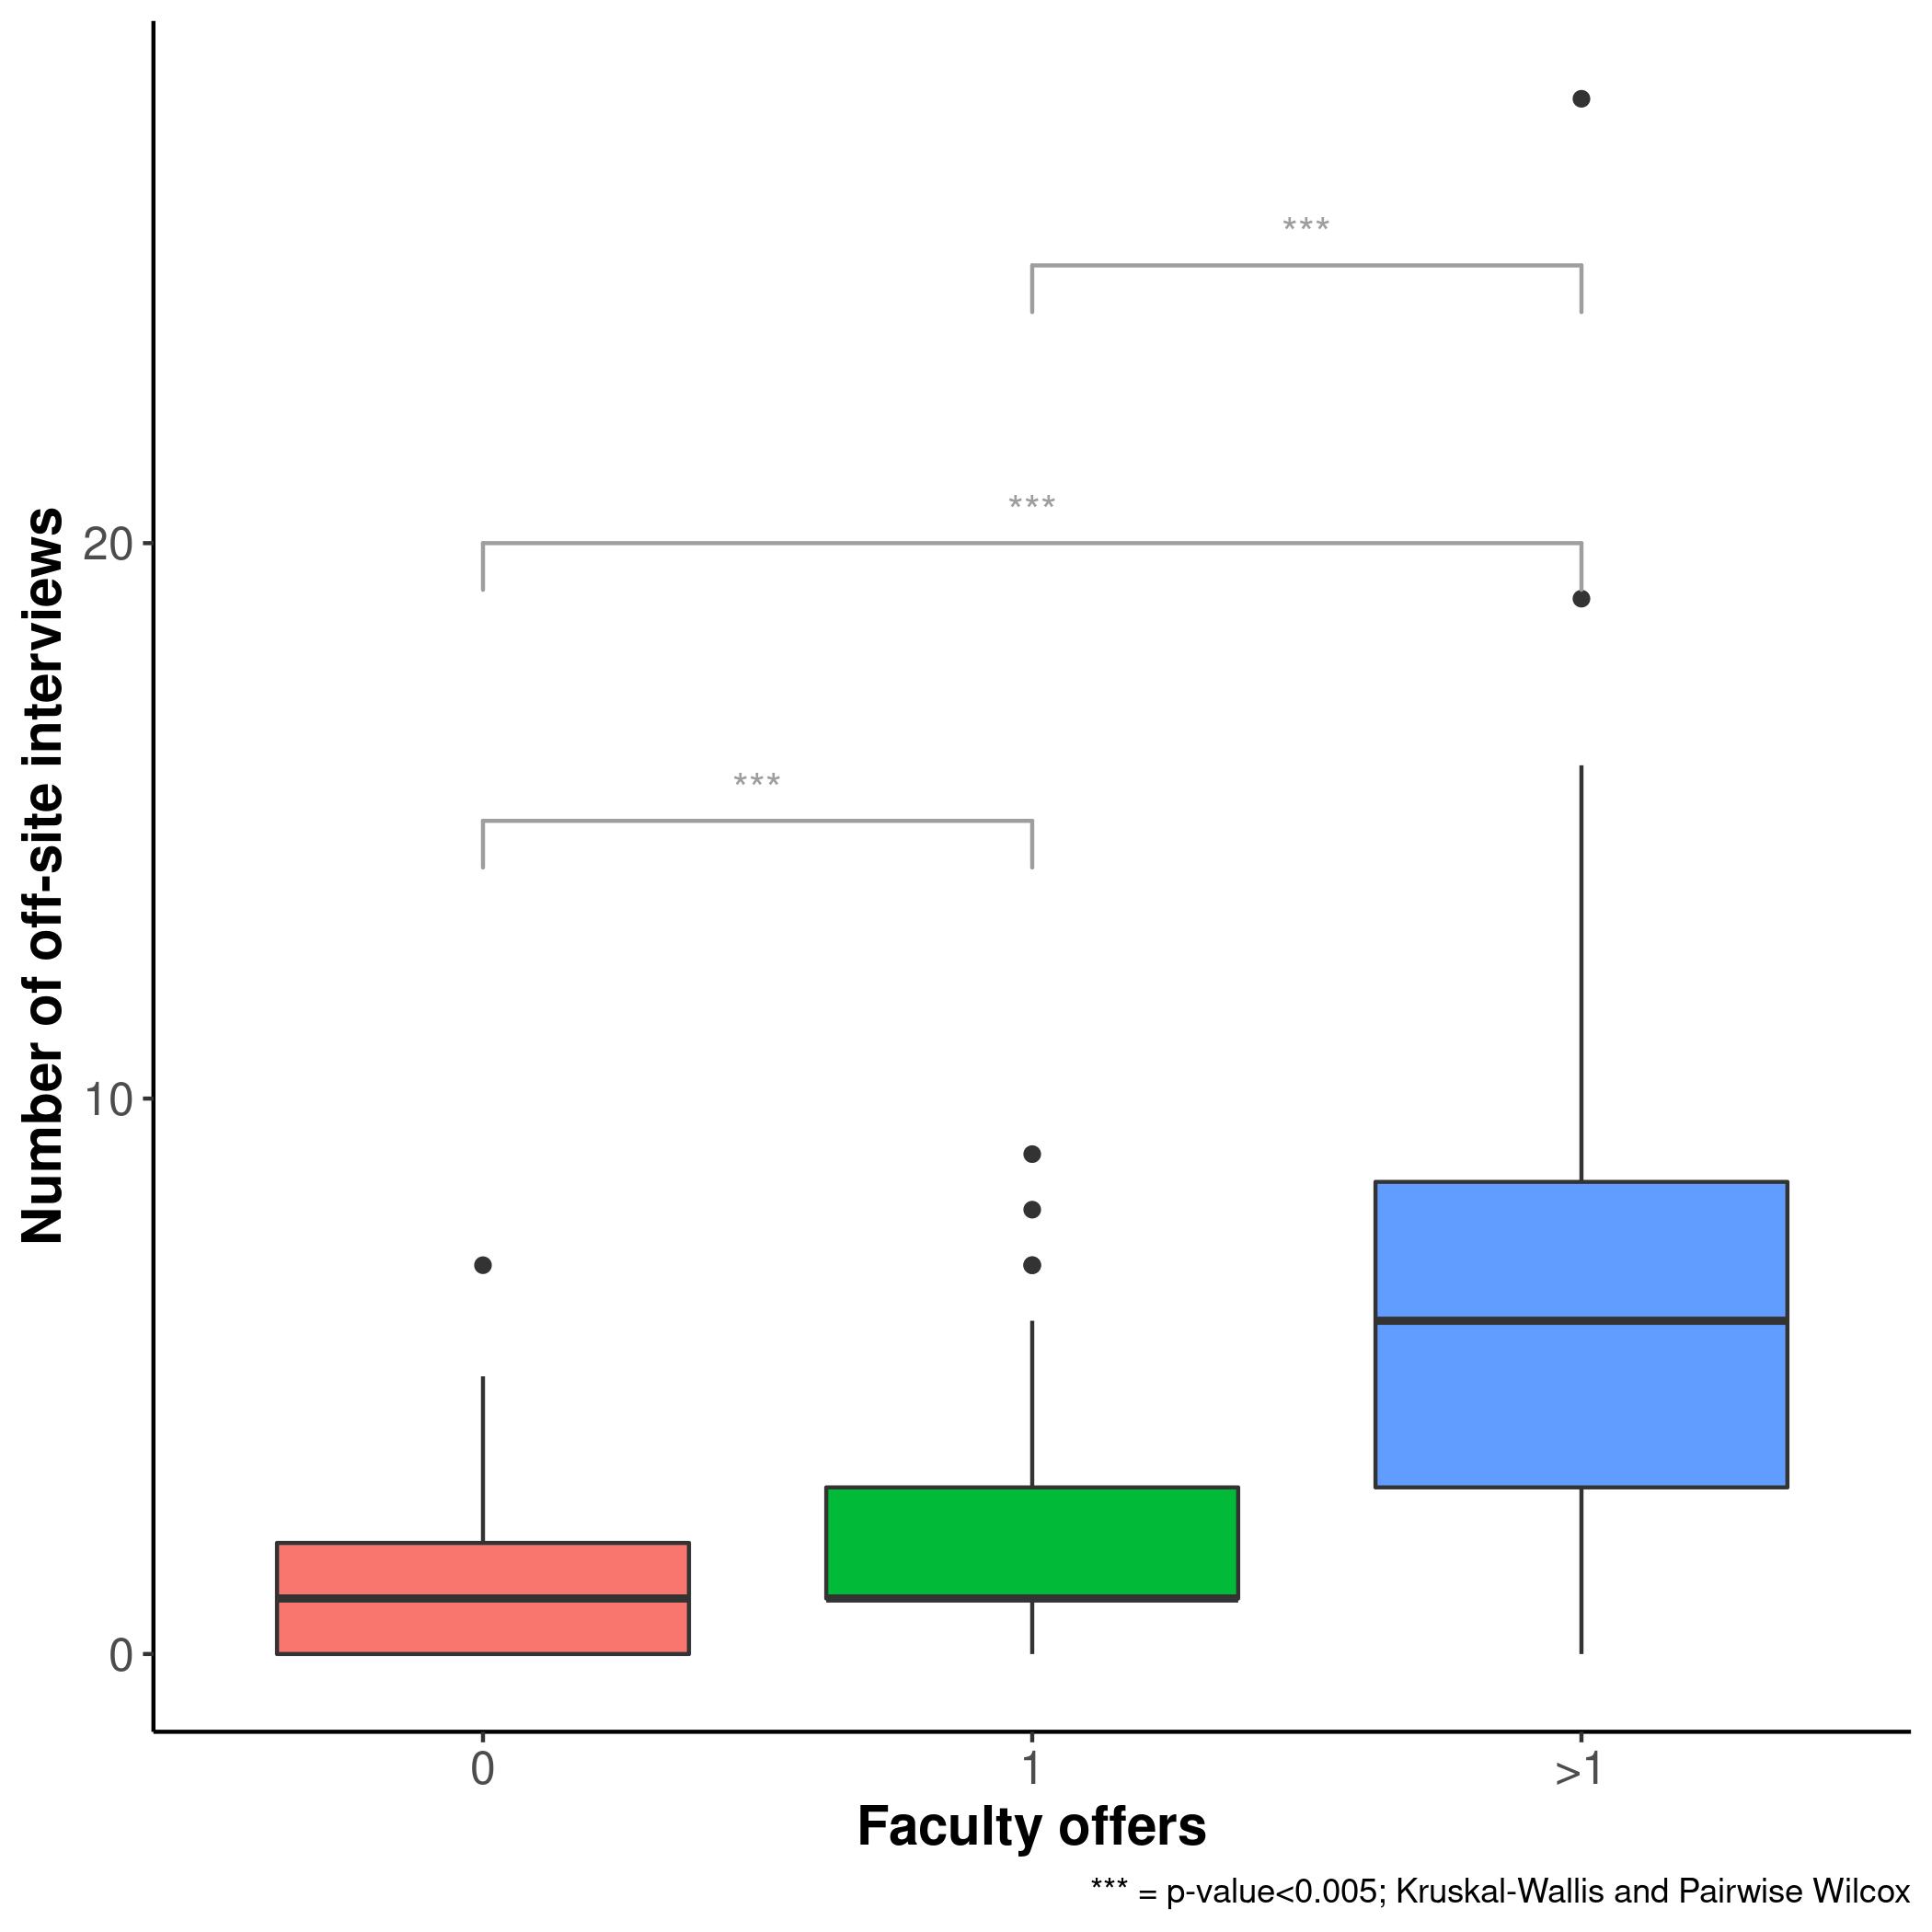 ***
***
20
***
10
0
Number of off-site interviews
0 1 >1
Faculty offers
*** = p-value<0.005; Kruskal-Wallis and Pairwise Wilcox